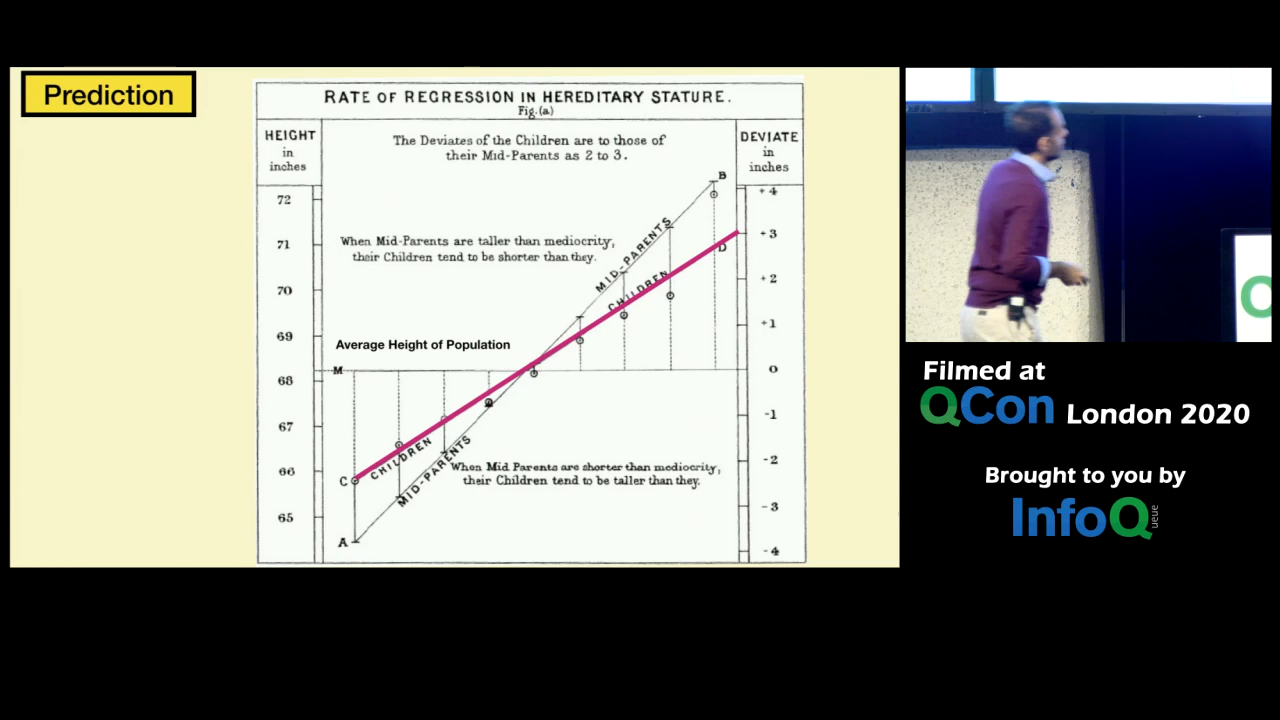 Prediction
RATE OF REGRESSION IN HEREDITARY STATURE.
Fig.(a)
HEIGHT
in
inches
The Deviates of the Children are to those of
their Mid-Parents as 2 to 3.
DEVIATE
in
inches
B
72
+4
When Mid-Parents are taller than mediocrity,
their Children tend to be shorter than they.
MID-PARENTS
71
+3
D
70
+2
CHILDREN
69
+1
Average Height of Population
M
0
68
67
-1
CHILDREN
MID-PARENTS
66
-2
When Mid Parents are shorter than mediocrity,
their Children tend to be taller than they.
C
65
-3
A
-4
Filmed at
QCon London 2020
Brought to you by
InfoQueue